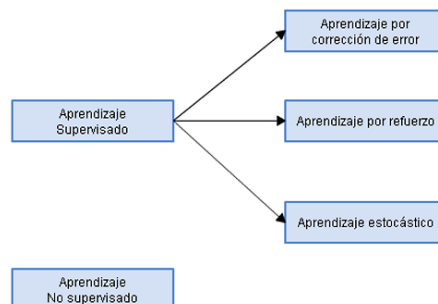 Aprendizaje por
corrección de error
Aprendizaje
Supervisado
Aprendizaje por refuerzo
Aprendizaje estocástico
Aprendizaje
No supervisado